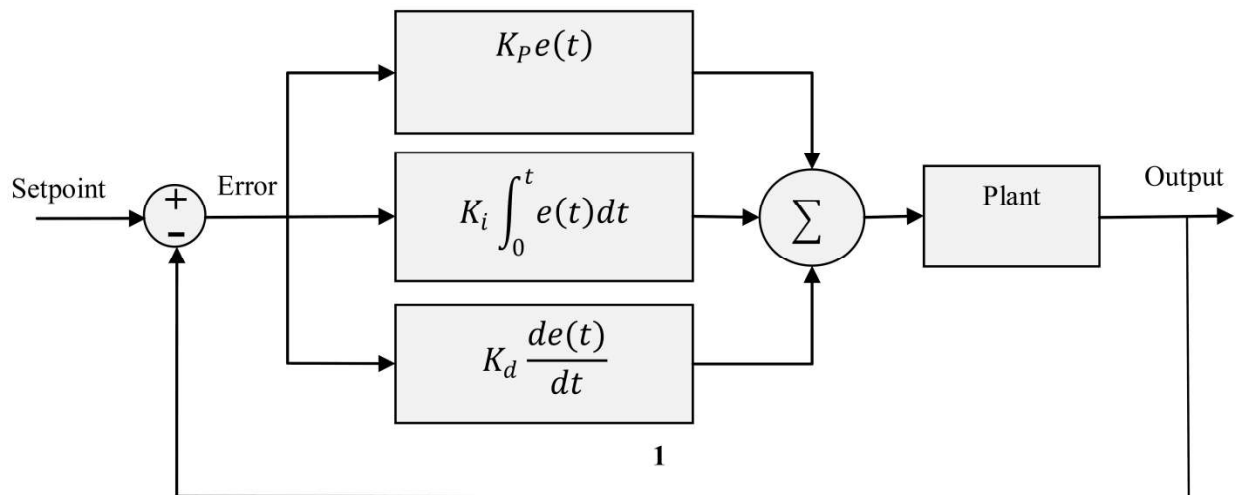 K_P e(t)
Setpoint
+
-
Error
K_i ∫_0^t e(t)dt
∑
Plant
Output
K_d de(t)/dt
1